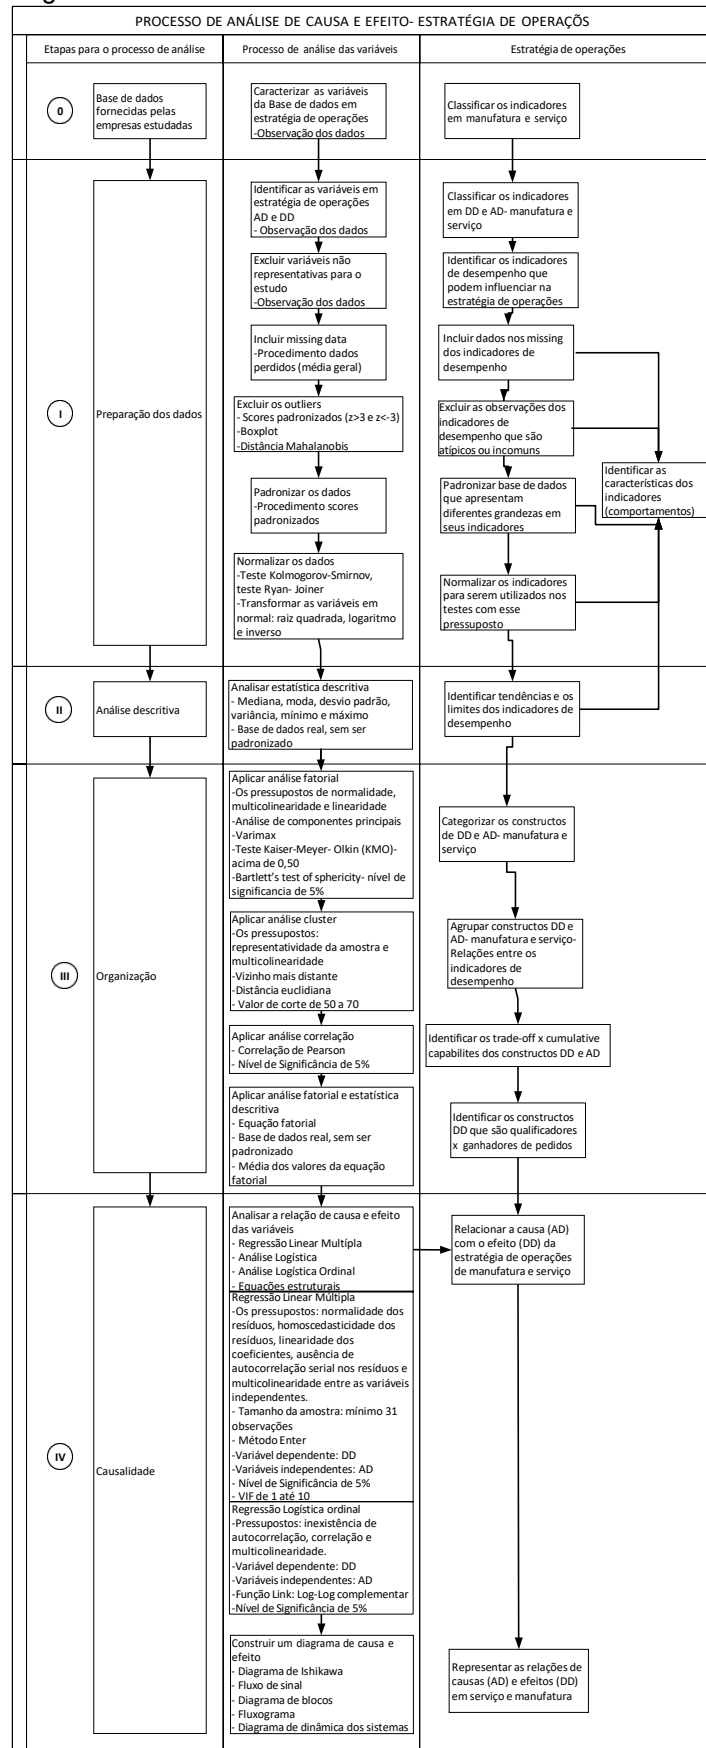 PROCESSO DE ANÁLISE DE CAUSA E EFEITO- ESTRATÉGIA DE OPERAÇÕS
Etapas para o processo de análise
Processo de análise das variáveis
Estratégia de operações
0
Base de dados
fornecidas pelas
empresas estudadas
Caracterizar as variáveis
da Base de dados em
estratégia de operações
-Observação dos dados
Classificar os indicadores
em manufatura e serviço
I
Preparação dos dados
Identificar as variáveis em
estratégia de operações
AD e DD
- Observação dos dados
Excluir variáveis não
representativas para o
estudo
-Observação dos dados
Incluir missing data
-Procedimento dados
perdidos (média geral)
Excluir os outliers
- Scores padronizados (z>3 e z<-3)
-Boxplot
-Distância Mahalanobis
Padronizar os dados
-Procedimento scores
padronizados
Normalizar os dados
-Teste Kolmogorov-Smirnov,
teste Ryan- Joiner
-Transformar as variáveis em
normal: raiz quadrada, logaritmo
e inverso
Classificar os indicadores
em DD e AD- manufatura e
serviço
Identificar os indicadores
de desempenho que
podem influenciar na
estratégia de operações
Incluir dados nos missing
dos indicadores de
desempenho
Excluir as observações dos
indicadores de
desempenho que são
atípicos ou incomuns
Padronizar base de dados
que apresentam
diferentes grandezas em
seus indicadores
Normalizar os indicadores
para serem utilizados nos
testes com esse
pressuposto
Identificar as
características dos
indicadores
(comportamentos)
II
Análise descritiva
Analisar estatística descritiva
- Mediana, moda, desvio padrão,
variância, mínimo e máximo
- Base de dados real, sem ser
padronizado
Identificar tendências e os
limites dos indicadores de
desempenho
III
Organização
Aplicar análise fatorial
-Os pressupostos de normalidade,
multicolinearidade e linearidade
-Análise de componentes principais
-Varimax
-Teste Kaiser-Meyer- Olkin (KMO)-
acima de 0,50
-Bartlett's test of sphericity- nível de
significancia de 5%
Aplicar análise cluster
-Os pressupostos:
representatividade da amostra e
multicolinearidade
-Vizinho mais distante
-Distância euclidiana
- Valor de corte de 50 a 70
Aplicar análise correlação
- Correlação de Pearson
- Nível de Significância de 5%
Aplicar análise fatorial e estatística
descritiva
- Equação fatorial
- Base de dados real, sem ser
padronizado
- Média dos valores da equação
fatorial
Categorizar os constructos
de DD e AD- manufatura e
serviço
Agrupar constructos DD e
AD- manufatura e serviço-
Relações entre os
indicadores de
desempenho
Identificar os trade-off x cumulative
capabilites dos constructos DD e AD
Identificar os constructos
DD que são qualificadores
x ganhadores de pedidos
IV
Causalidade
Analisar a relação de causa e efeito
das variáveis
- Regressão Linear Multípla
- Análise Logística
- Análise Logística Ordinal
- Equações estruturais
Regressão Linear Múltipla
-Os pressupostos: normalidade dos
resíduos, homoscedasticidade dos
resíduos, linearidade dos
coeficientes, ausência de
autocorrelação serial nos resíduos e
multicolinearidade entre as variáveis
independentes.
- Tamanho da amostra: mínimo 31
observações
- Método Enter
-Variável dependente: DD
-Variáveis independentes: AD
- Nível de Significância de 5%
- VIF de 1 até 10
Regressão Logística ordinal
-Pressupostos: inexistência de
autocorrelação, correlação e
multicolinearidade.
-Variável dependente: DD
-Variáveis independentes: AD
-Função Link: Log-Log complementar
-Nível de Significância de 5%
Construir um diagrama de causa e
efeito
- Diagrama de Ishikawa
- Fluxo de sinal
- Diagrama de blocos
- Fluxograma
- Diagrama de dinâmica dos sistemas
Relacionar a causa (AD)
com o efeito (DD) da
estratégia de operações
de manufatura e serviço
Representar as relações de
causas (AD) e efeitos (DD)
em serviço e manufatura